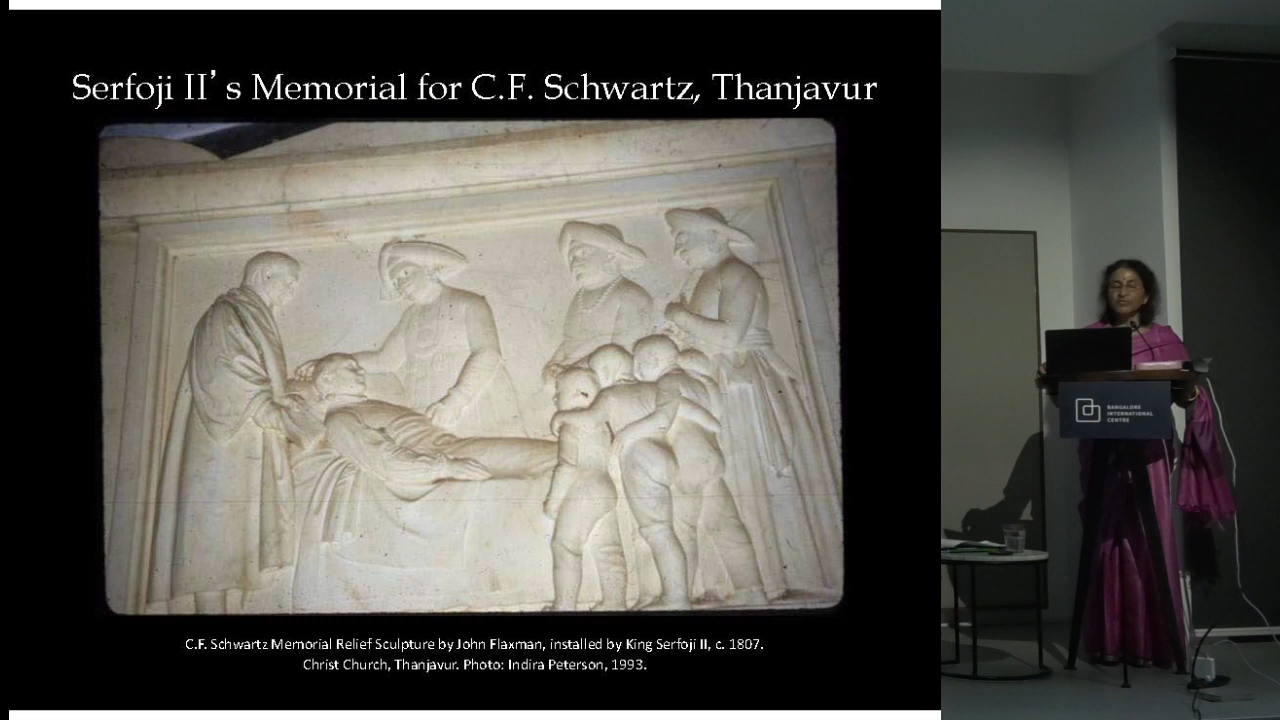 Serfoji II’s Memorial for C.F. Schwartz, Thanjavur
C.F. Schwartz Memorial Relief Sculpture by John Flaxman, installed by King Serfoji II, c. 1807.
Christ Church, Thanjavur. Photo: Indira Peterson, 1993.
BANGALORE
INTERNATIONAL
CENTRE